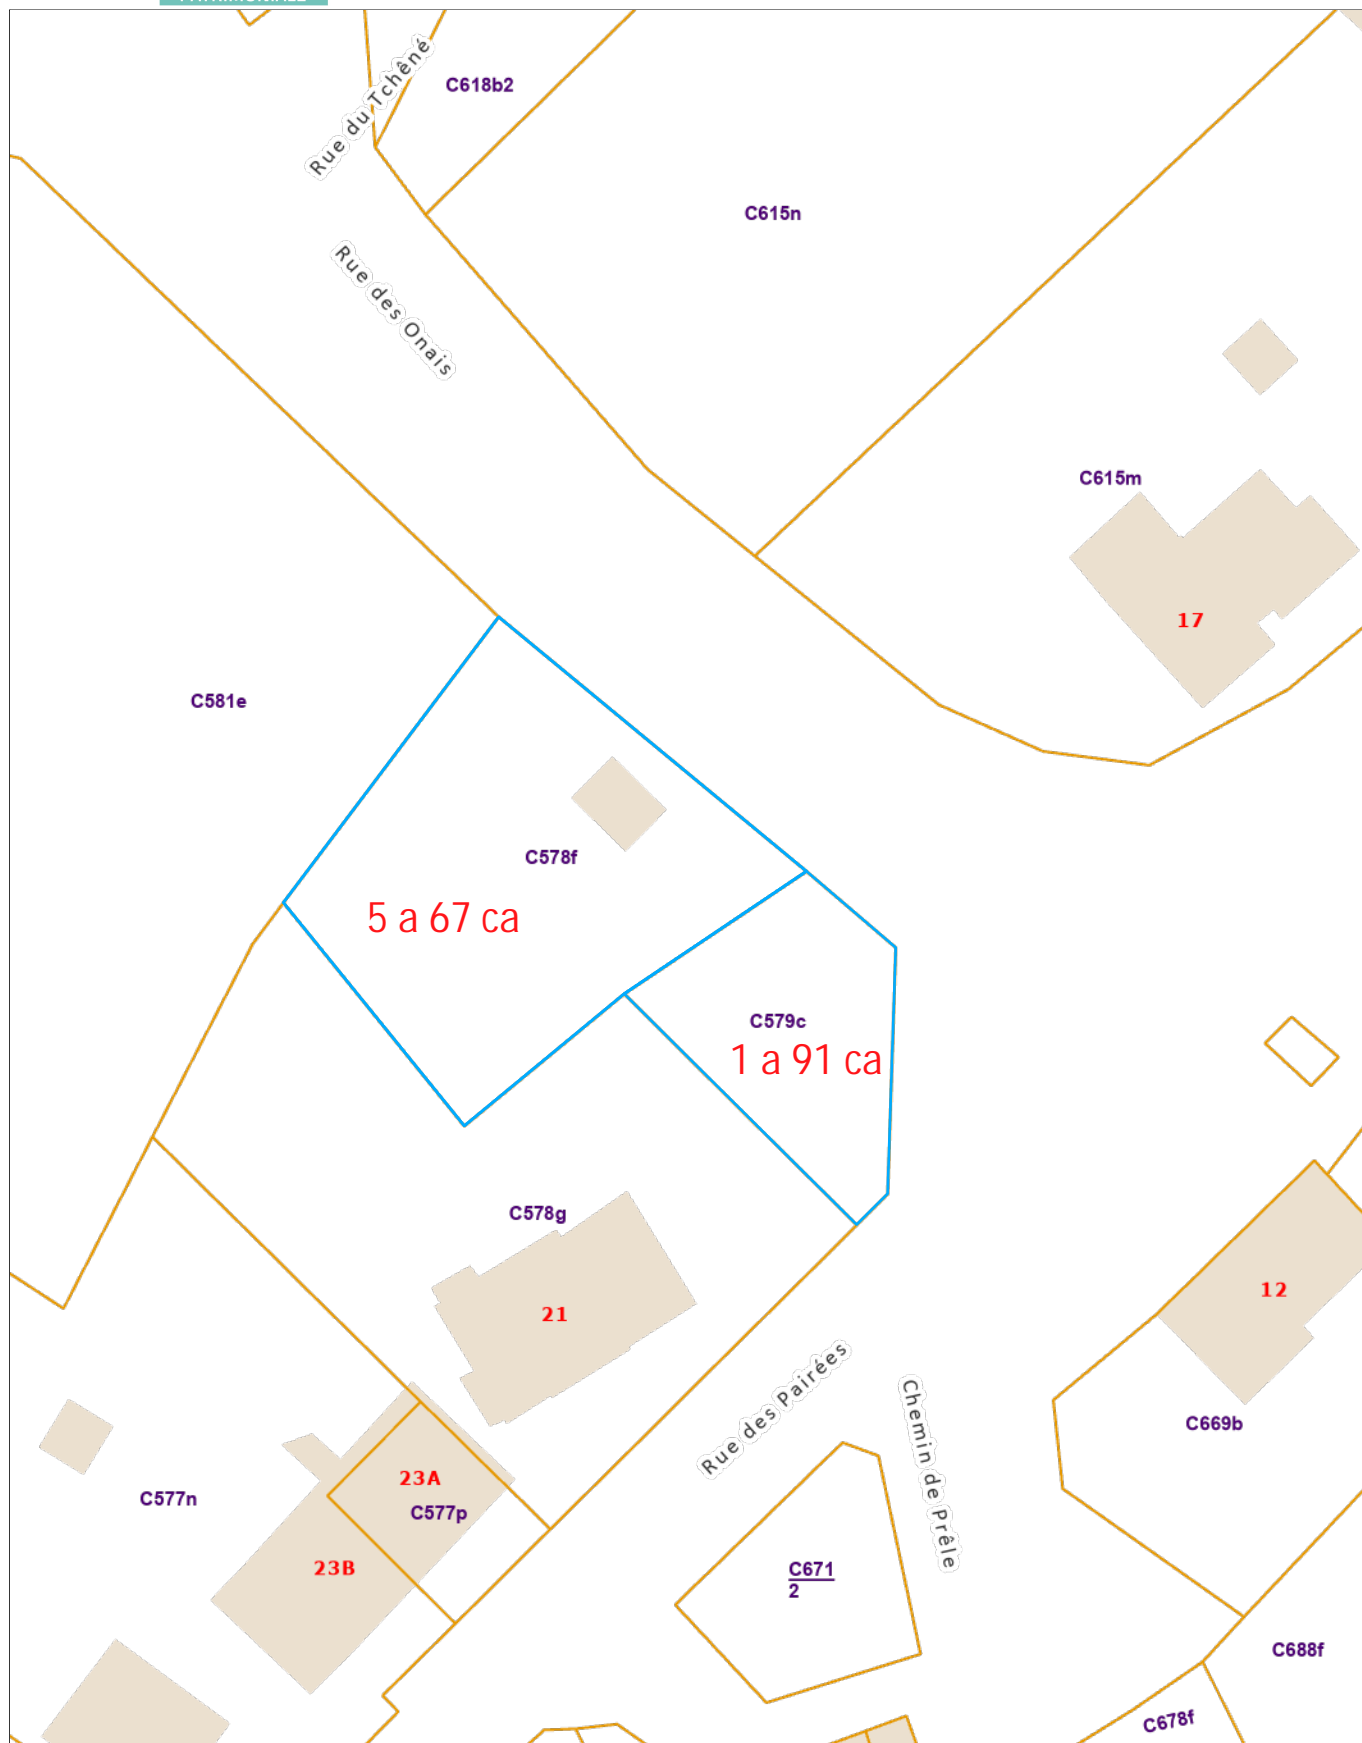 PATRIMOINE
Rue du Tchêné
C618b2
C615n
Rue des Onais
C615m
17
C581e
C578f
5 a 67 ca
C579c
1 a 91 ca
C578g
21
12
Rue des Pairées
Chemin de Prêle
C669b
23A
C577n
C577p
23B
C671
2
C688f
C678f